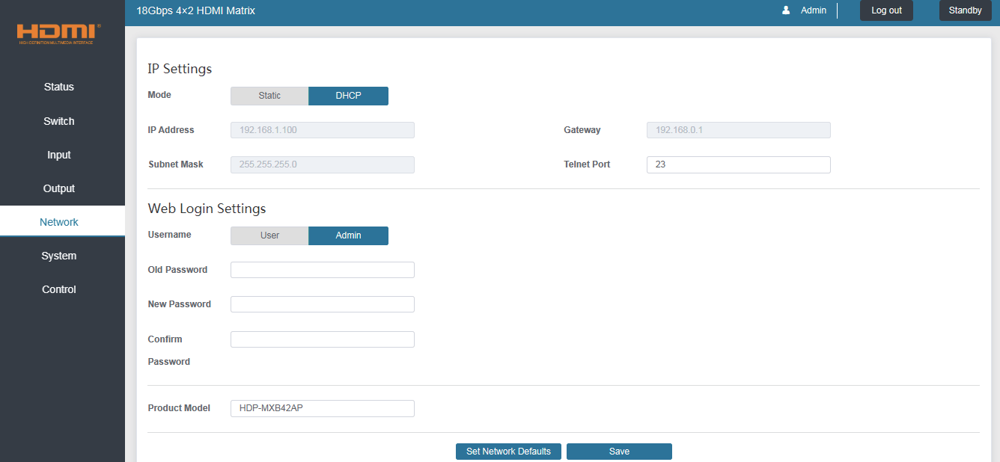 HDMI®
HIGH DEFINITION MULTIMEDIA INTERFACE
18Gbps 4×2 HDMI Matrix
Admin
Log out
Standby
Status
Switch
Input
Output
Network
System
Control
IP Settings
Mode
Static
DHCP
IP Address
192.168.1.100
Gateway
192.168.0.1
Subnet Mask
255.255.255.0
Telnet Port
23
Web Login Settings
Username
User
Admin
Old Password
New Password
Confirm
Password
Product Model
HDP-MXB42AP
Set Network Defaults
Save